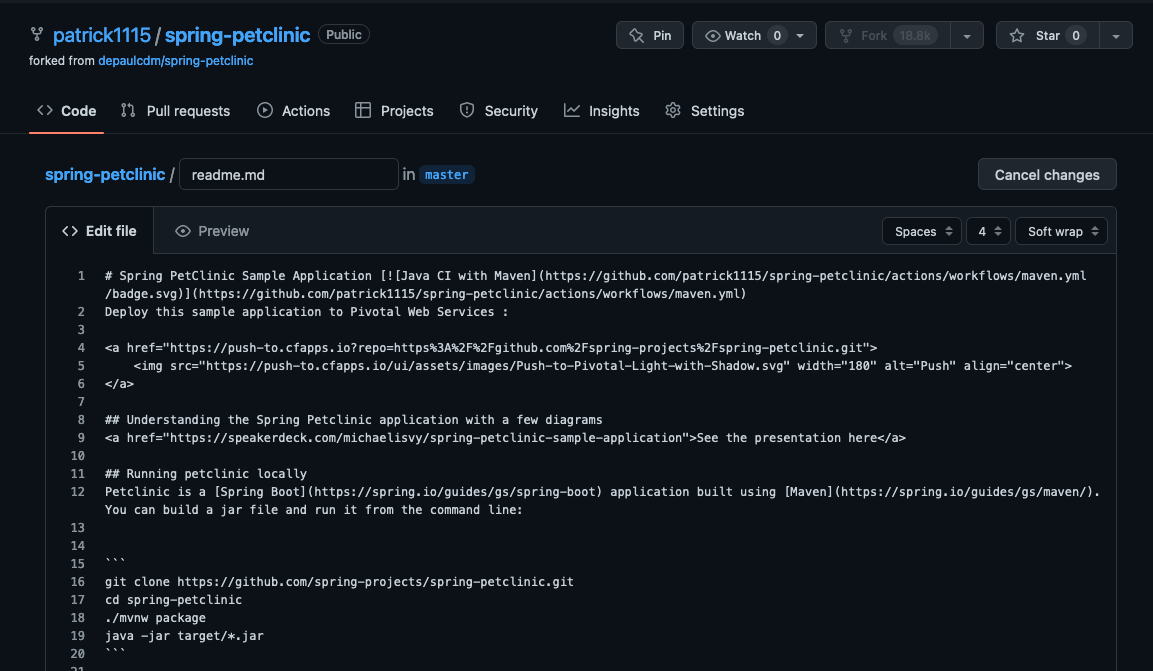 patrick1115 / spring-petclinic Public
Pin
Watch 0
Fork 18.8k
Star 0
forked from depaulcdm/spring-petclinic
Code
Pull requests
Actions
Projects
Security
Insights
Settings
spring-petclinic / readme.md in master
Cancel changes
<> Edit file
Preview
Spaces
4
Soft wrap
1 # Spring PetClinic Sample Application [![Java CI with Maven](https://github.com/patrick1115/spring-petclinic/actions/workflows/maven.yml
/badge.svg)](https://github.com/patrick1115/spring-petclinic/actions/workflows/maven.yml)
2 Deploy this sample application to Pivotal Web Services :
3
4 <a href="https://push-to.cfapps.io?repo=https%3A%2F%2Fgithub.com%2Fspring-projects%2Fspring-petclinic.git">
5     <img src="https://push-to.cfapps.io/ui/assets/images/Push-to-Pivotal-Light-with-Shadow.svg" width="180" alt="Push" align="center">
6 </a>
7
8 ## Understanding the Spring Petclinic application with a few diagrams
9 <a href="https://speakerdeck.com/michaelisvy/spring-petclinic-sample-application">See the presentation here</a>
10
11 ## Running petclinic locally
12 Petclinic is a [Spring Boot](https://spring.io/guides/gs/spring-boot) application built using [Maven](https://spring.io/guides/gs/maven/).
You can build a jar file and run it from the command line:
13
14
15 ```
16 git clone https://github.com/spring-projects/spring-petclinic.git
17 cd spring-petclinic
18 ./mvnw package
19 java -jar target/*.jar
20 ```
21